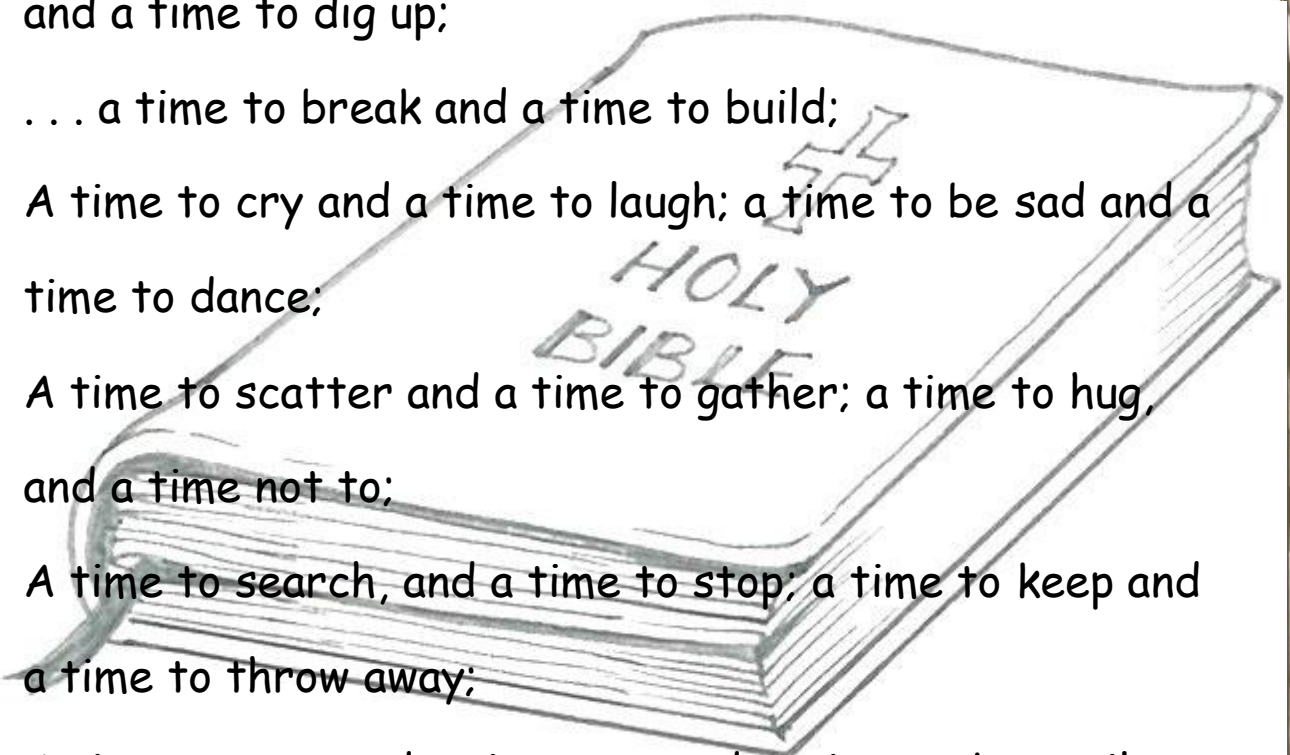 and a time to dig up;
. . . a time to break and a time to build;
A time to cry and a time to laugh; a time to be sad and a
time to dance;
HOLY
BIBLE
A time to scatter and a time to gather; a time to hug,
and a time not to;
A time to search, and a time to stop; a time to keep and
a time to throw away;